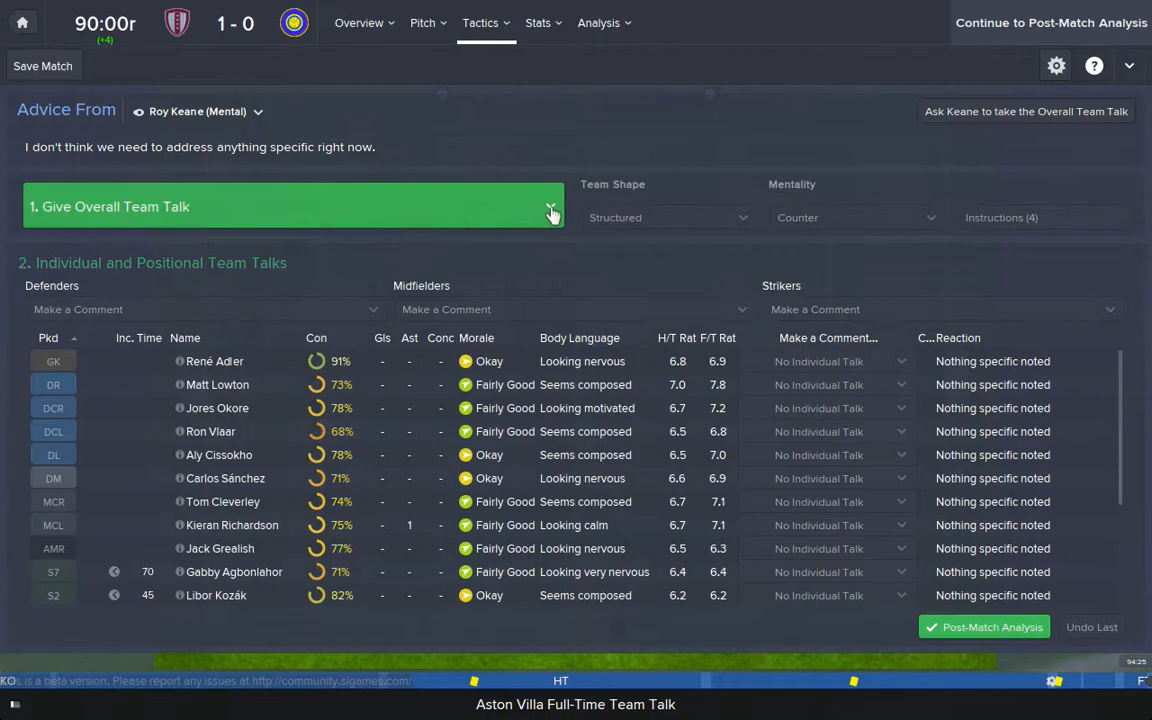 90:00r
(+4)
1 - 0
Overview
Pitch
Tactics
Stats
Analysis
Continue to Post-Match Analysis
Save Match
?
Advice From
Roy Keane (Mental)
Ask Keane to take the Overall Team Talk
I don't think we need to address anything specific right now.
1. Give Overall Team Talk
Team Shape
Mentality
Structured
Counter
Instructions (4)
2. Individual and Positional Team Talks
Defenders
Midfielders
Strikers
Make a Comment
Make a Comment
Make a Comment
Pkd Inc. Time Name Con Gls Ast Conc Morale Body Language H/T Rat F/T Rat Make a Comment... C... Reaction
GK René Adler 91% - - - Okay Looking nervous 6.8 6.9 No Individual Talk Nothing specific noted
DR Matt Lowton 73% - - - Fairly Good Seems composed 7.0 7.8 No Individual Talk Nothing specific noted
DCR Jores Okore 78% - - - Fairly Good Looking motivated 6.7 7.2 No Individual Talk Nothing specific noted
DCL Ron Vlaar 68% - - - Fairly Good Seems composed 6.5 6.8 No Individual Talk Nothing specific noted
DL Aly Cissokho 78% - - - Okay Seems composed 6.5 7.0 No Individual Talk Nothing specific noted
DM Carlos Sánchez 71% - - - Okay Looking nervous 6.6 6.9 No Individual Talk Nothing specific noted
MCR Tom Cleverley 74% - - - Fairly Good Seems composed 6.7 7.1 No Individual Talk Nothing specific noted
MCL Kieran Richardson 75% - 1 - Fairly Good Looking calm 6.7 7.1 No Individual Talk Nothing specific noted
AMR Jack Grealish 77% - - - Fairly Good Looking nervous 6.5 6.3 No Individual Talk Nothing specific noted
S7 70 Gabby Agbonlahor 71% - - - Fairly Good Looking very nervous 6.4 6.4 No Individual Talk Nothing specific noted
S2 45 Libor Kozák 82% - - - Okay Seems composed 6.2 6.2 No Individual Talk Nothing specific noted
Post-Match Analysis
Undo Last
94:25
KO
is is a beta version. Please report any issues at http://community.sigames.com/
HT
Aston Villa Full-Time Team Talk